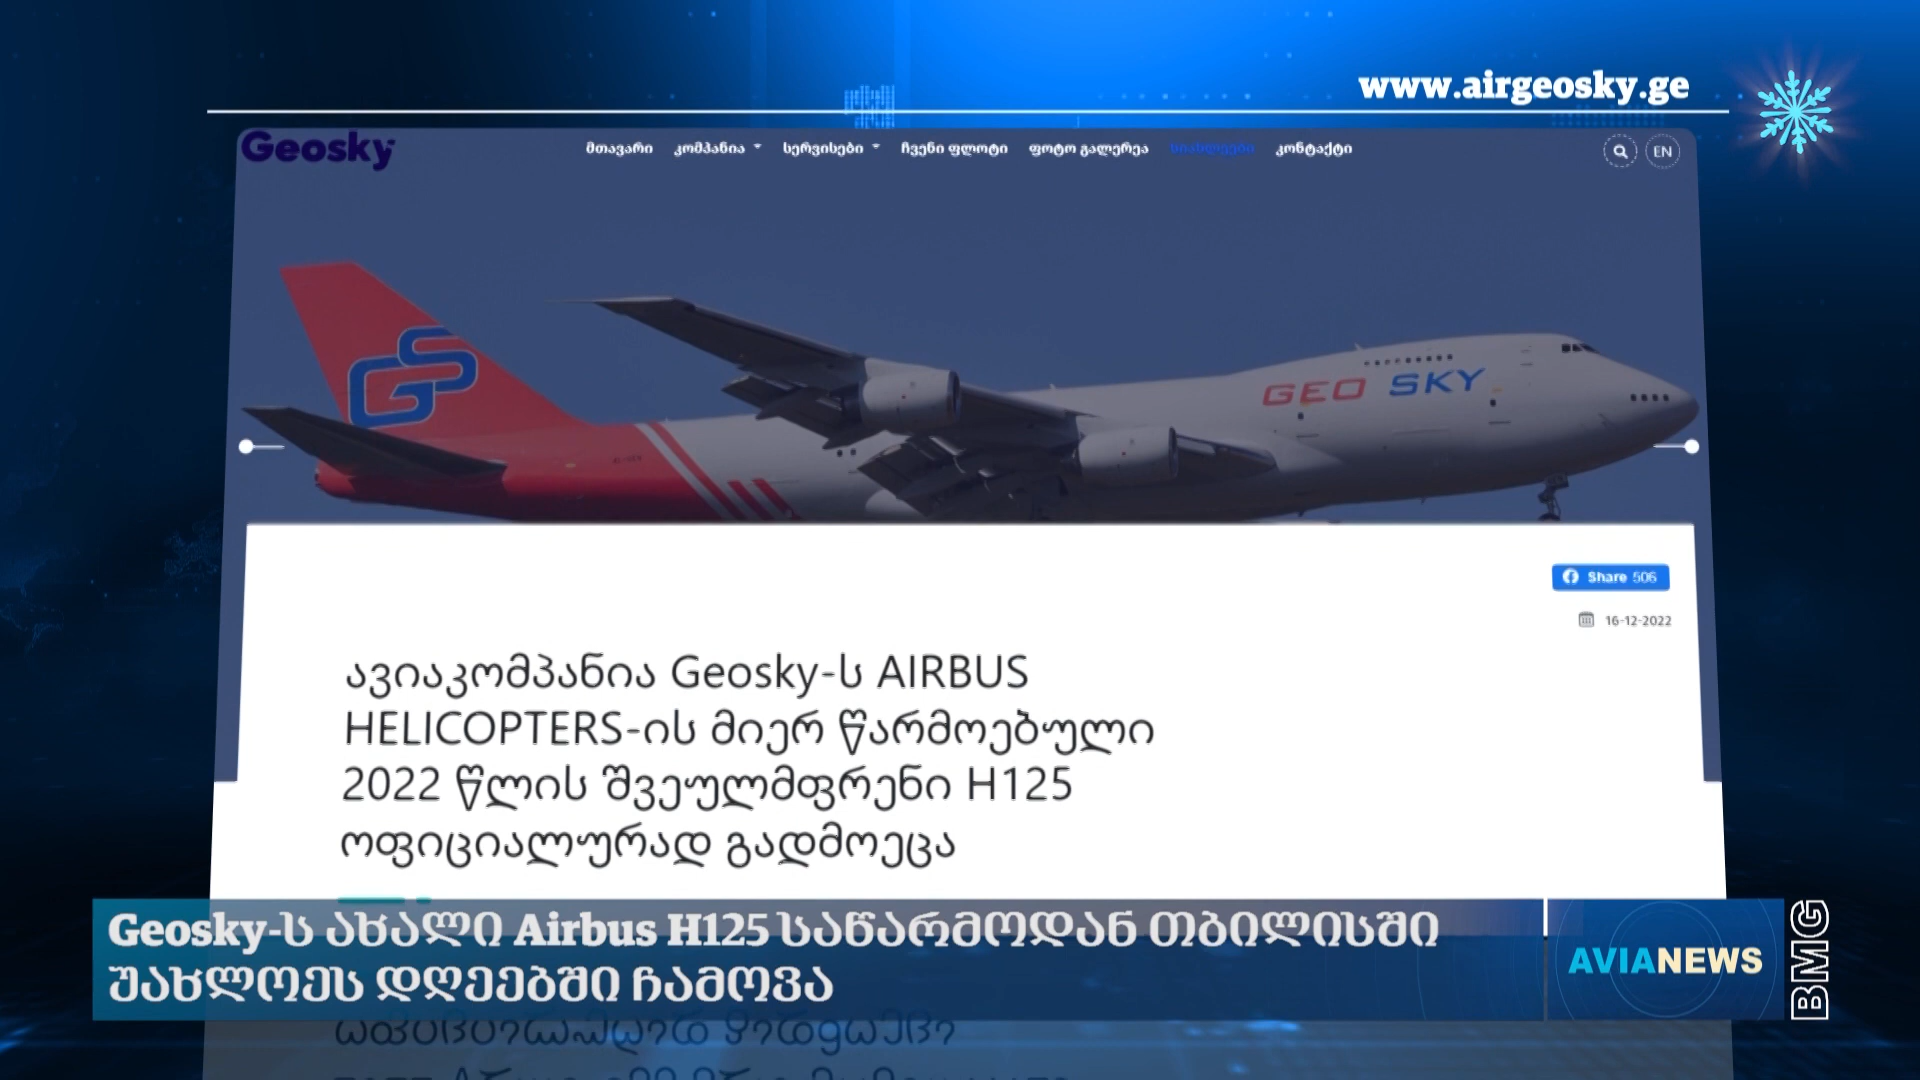 www.airgeosky.ge
Geosky
მთავარი კომპანია სერვისები ჩვენი ფლოტი ფოტო გალერეა სიახლეები კონტაქტი EN
GS
GEO SKY
Share 506
16-12-2022
ავიაკომპანია Geosky-ს AIRBUS
HELICOPTERS-ის მიერ წარმოებული
2022 წლის შვეულმფრენი H125
ოფიციალურად გადმოეცა
Geosky-ს ახალი Airbus H125 საწარმოდან თბილისში
უახლოეს დღეებში ჩამოვა
AVIANEWS
BMG